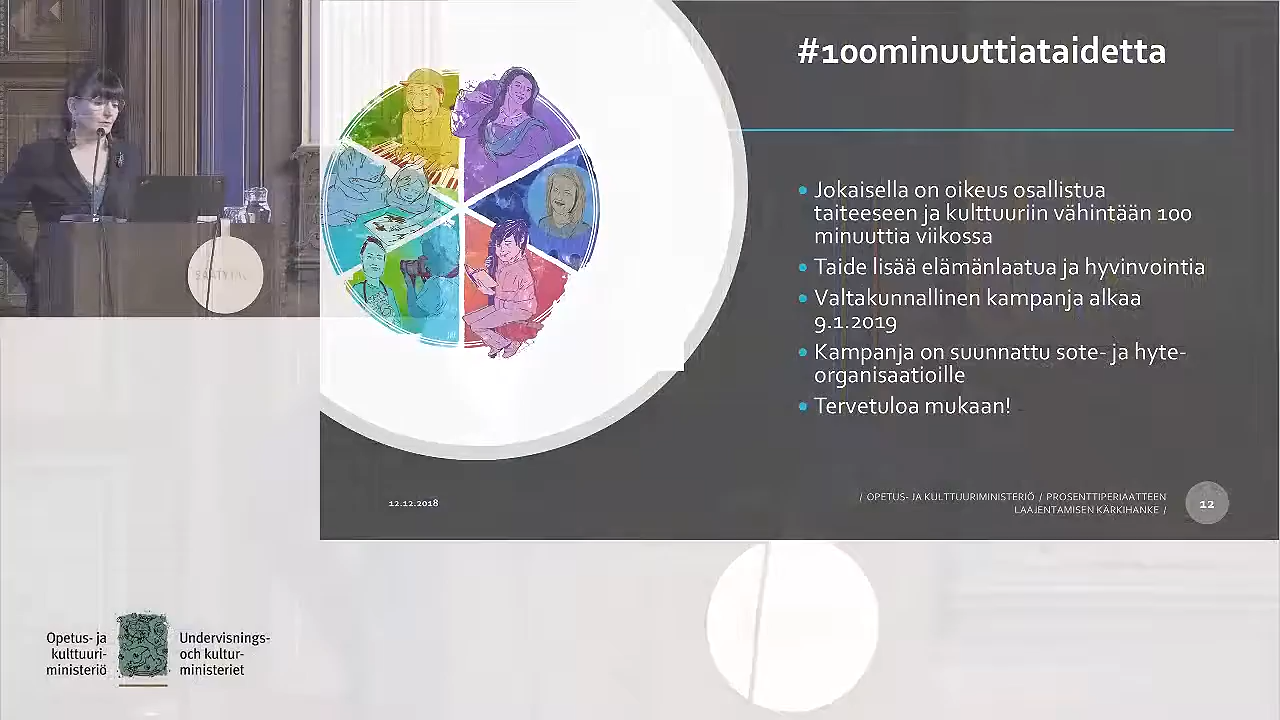 #100minuuttiataidetta
Jokaisella on oikeus osallistua
taiteeseen ja kulttuuriin vähintään 100
minuuttia viikossa
Taide lisää elämänlaatua ja hyvinvointia
Valtakunnallinen kampanja alkaa
9.1.2019
Kampanja on suunnattu sote- ja hyte-
organisaatioille
Tervetuloa mukaan!
12.12.2018
/ OPETUS- JA KULTTUURIMINISTERIÖ / PROSENTTIPERIAATTEEN
LAAJENTAMISEN KÄRKIHANKE /
12
Opetus- ja
kulttuuri-
ministeriö
Undervisnings-
och kultur-
ministeriet